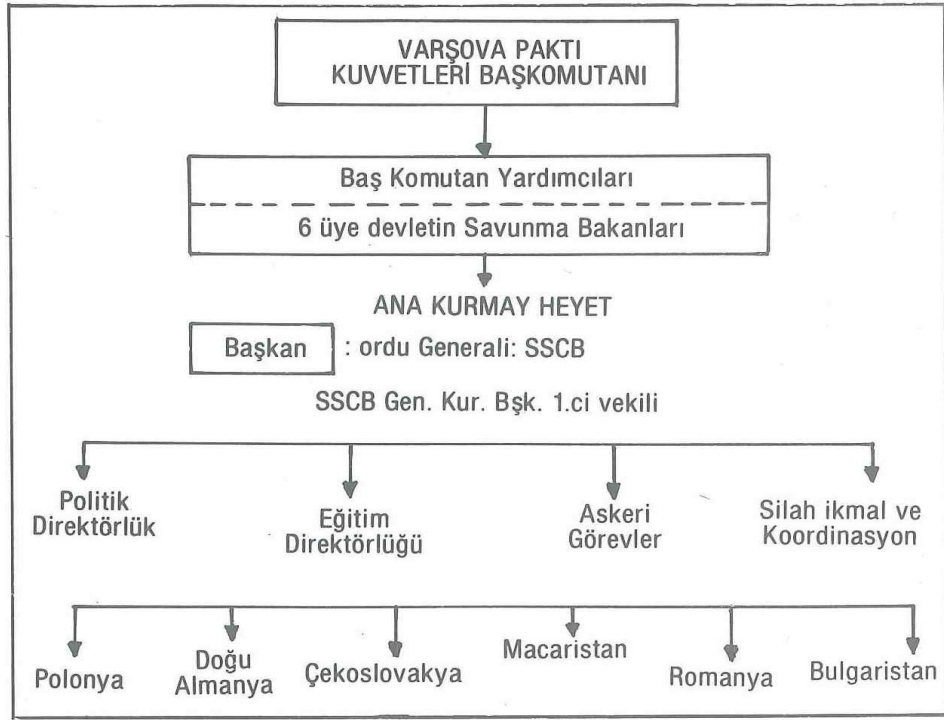 VARŞOVA PAKTI
KUVVETLERİ BAŞKOMUTANI
Baş Komutan Yardımcıları
6 üye devletin Savunma Bakanları
ANA KURMAY HEYET
Başkan : ordu Generali: SSCB
SSCB Gen. Kur. Bşk. 1.ci vekili
Politik
Direktörlük
Eğitim
Direktörlüğü
Askeri
Görevler
Silah ikmal ve
Koordinasyon
Polonya
Doğu
Almanya
Çekoslovakya
Macaristan
Romanya
Bulgaristan